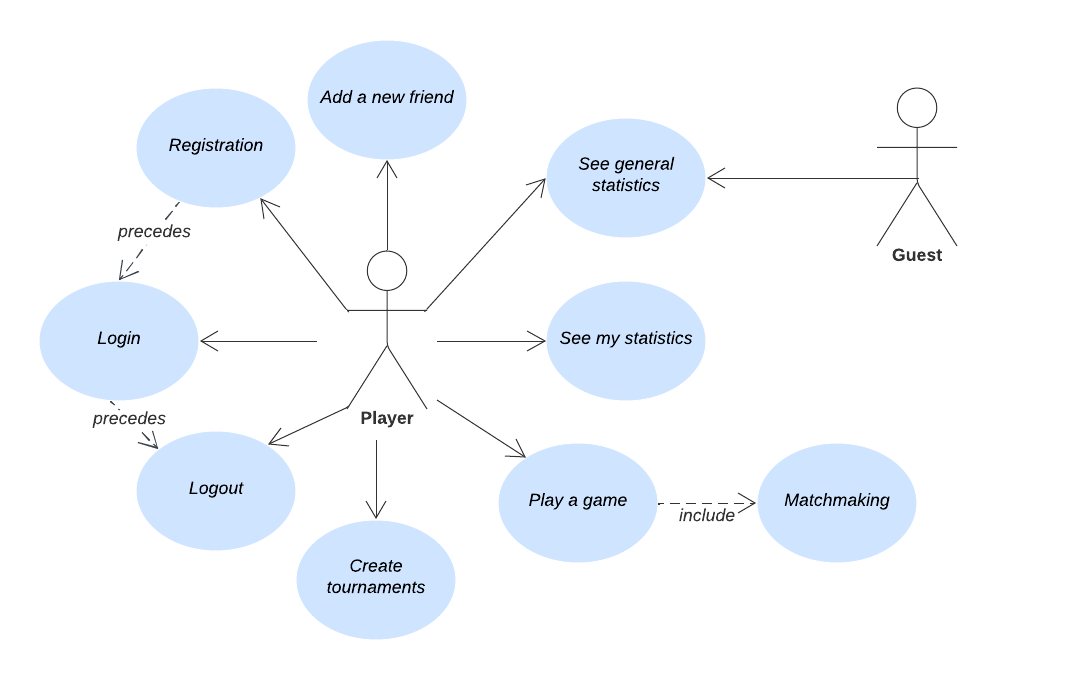 Add a new friend
Registration
See general
statistics
precedes
Guest
Login
See my statistics
precedes
Player
Logout
Play a game
include
Matchmaking
Create
tournaments